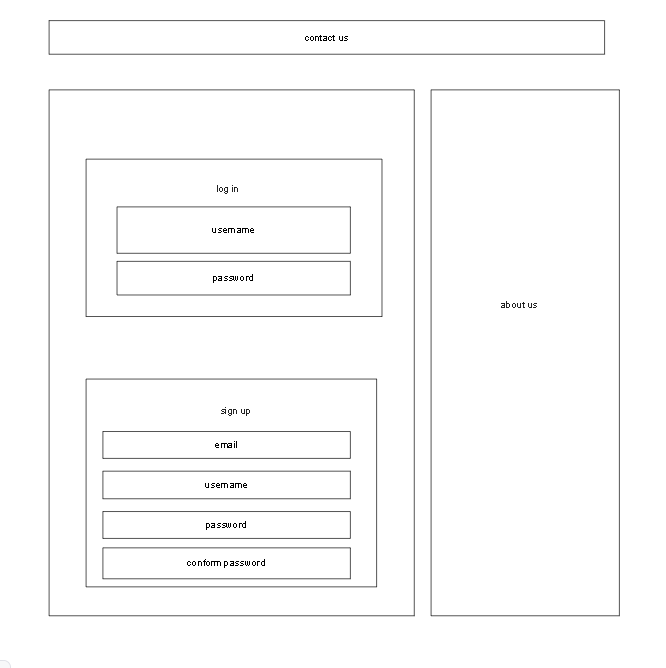 contact us
log in
username
password
about us
sign up
email
username
password
conform password